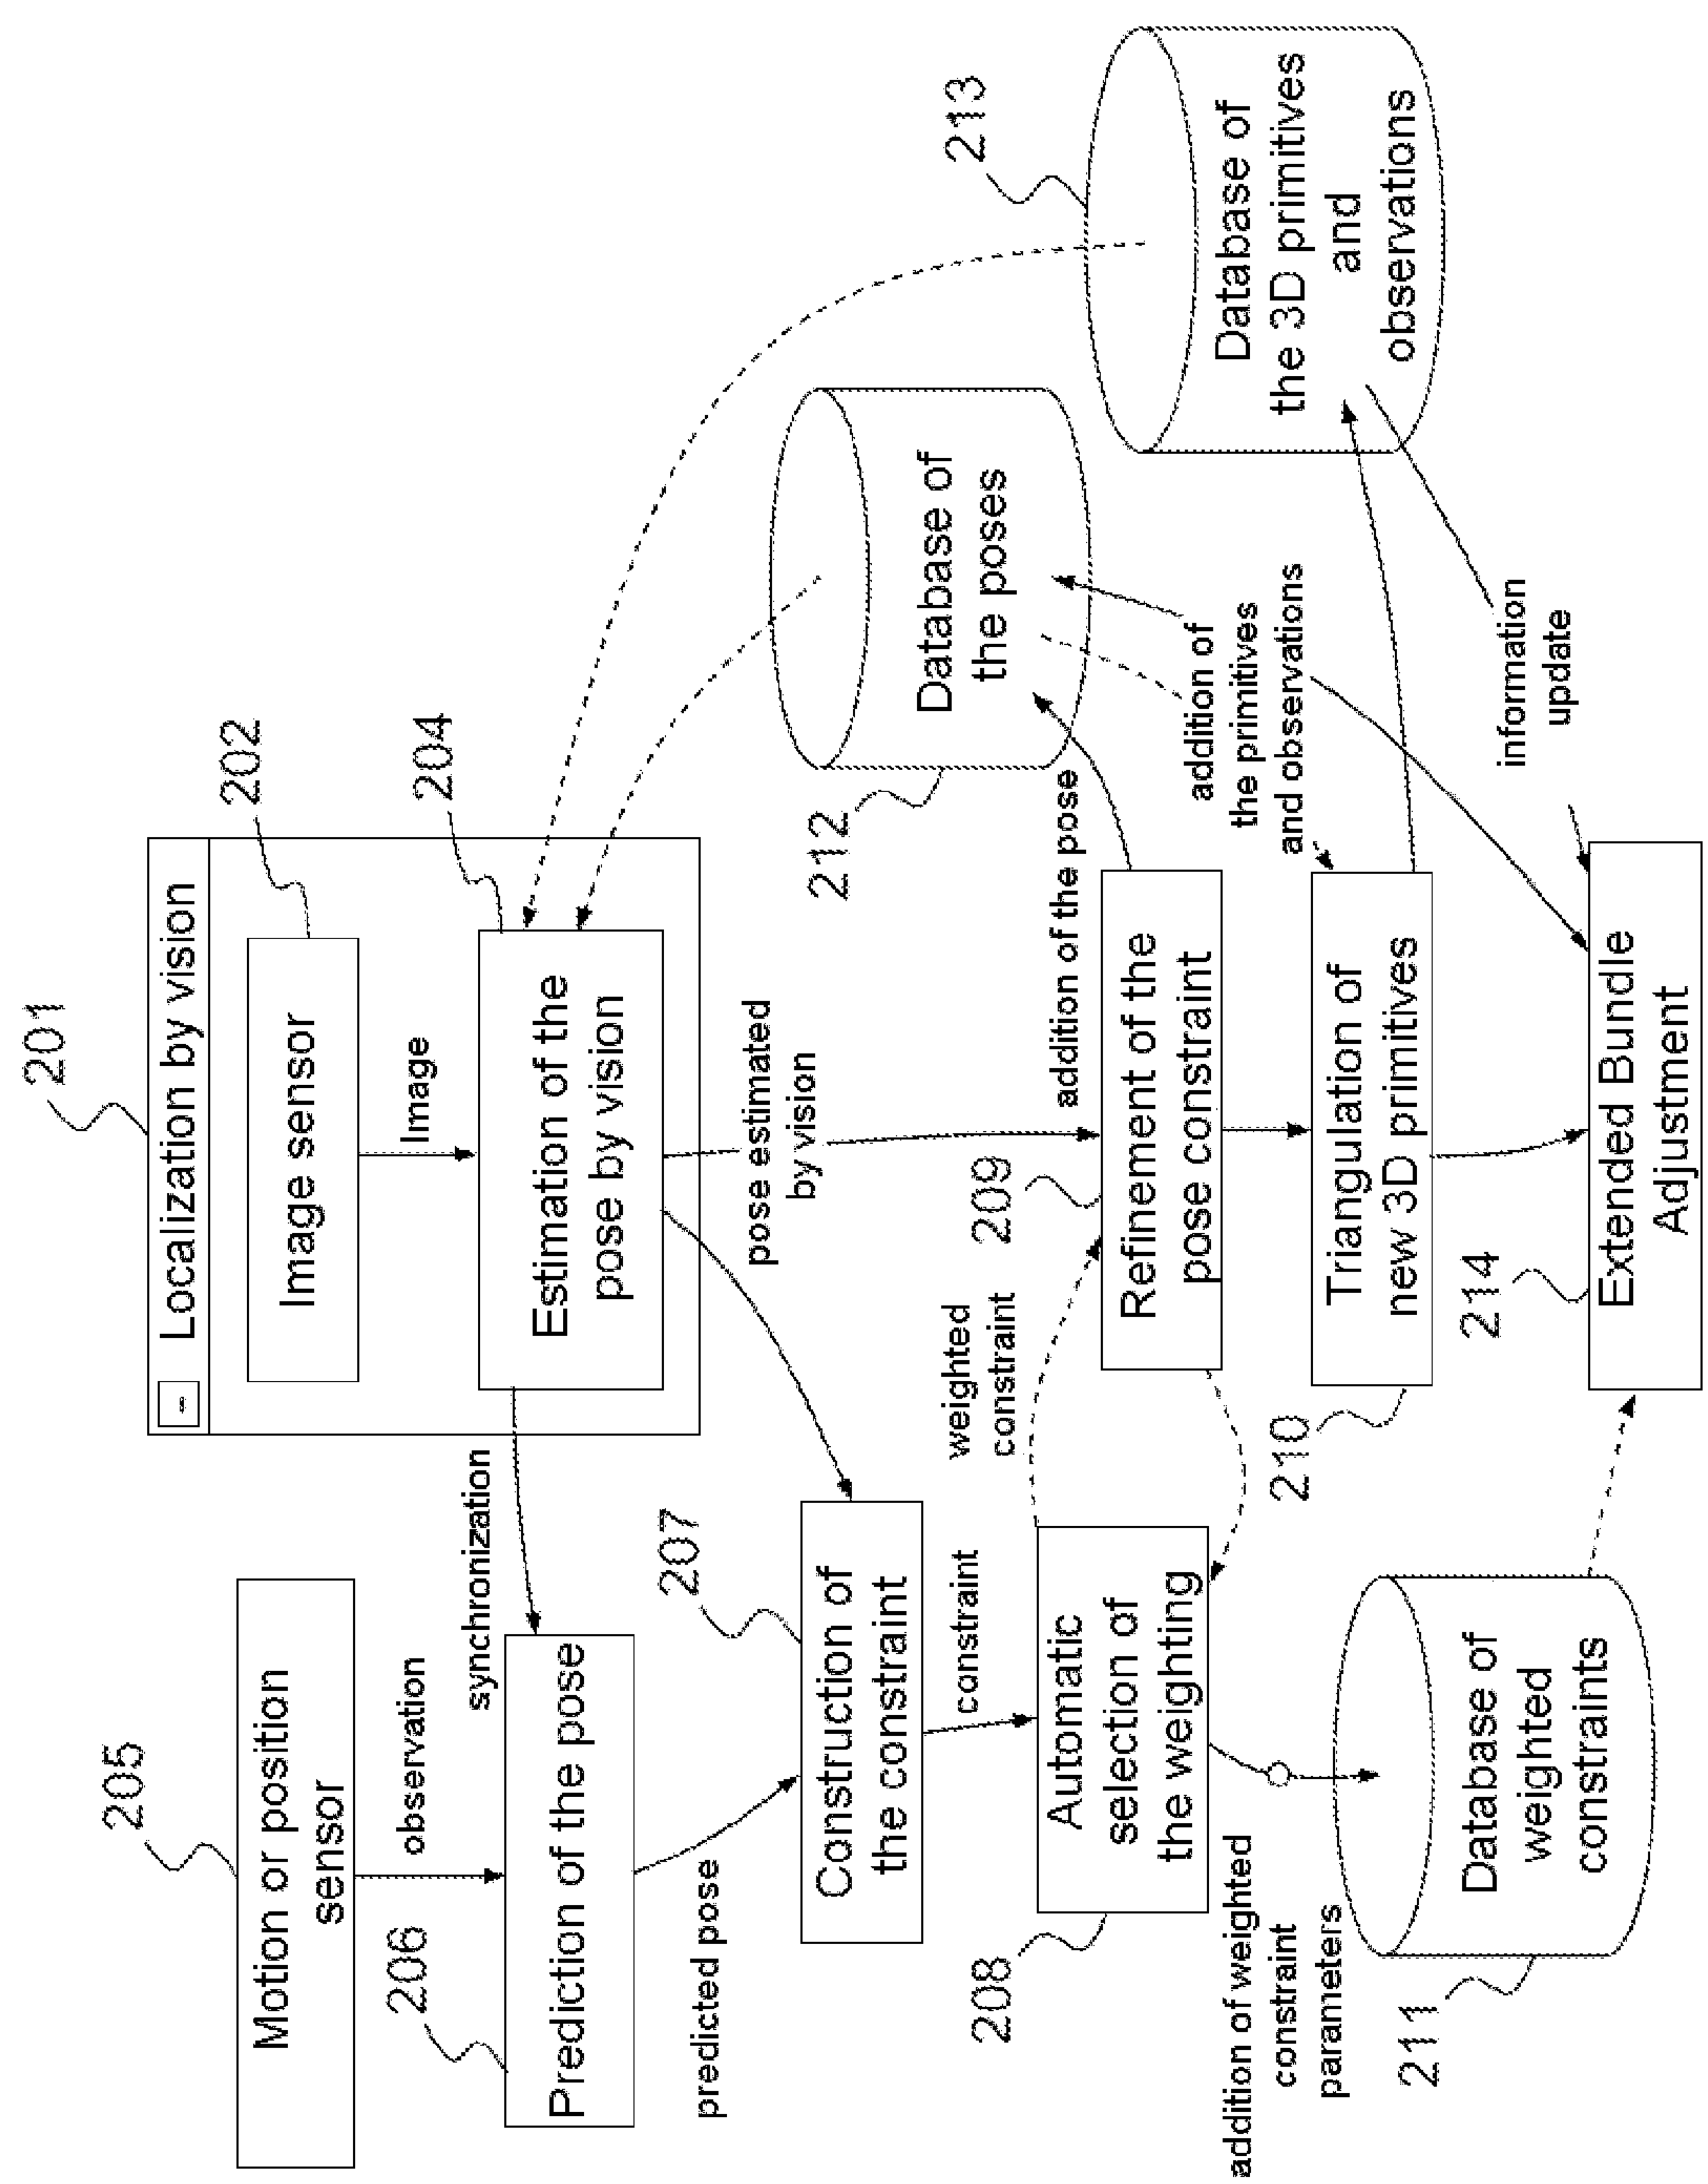 201
−
Localization by vision
202
Image sensor
Image
204
Estimation of the
pose by vision
205
Motion or position
sensor
observation
synchronization
206
Prediction of the pose
predicted pose
pose estimated
by vision
207
Construction of
the constraint
constraint
212
Database of
the poses
213
Database of
the 3D primitives
and
observations
208
Automatic
selection of
the weighting
weighted
constraint
209
Refinement of the
pose constraint
addition of the pose
210
Triangulation of
new 3D primitives
addition of
the primitives
and observations
information
update
addition of weighted
constraint
parameters
211
Database of
weighted
constraints
214
Extended Bundle
Adjustment